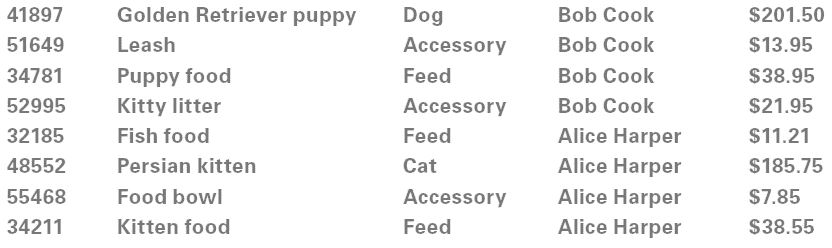 41897 Golden Retriever puppy Dog Bob Cook $201.50
51649 Leash Accessory Bob Cook $13.95
34781 Puppy food Feed Bob Cook $38.95
52995 Kitty litter Accessory Bob Cook $21.95
32185 Fish food Feed Alice Harper $11.21
48552 Persian kitten Cat Alice Harper $185.75
55468 Food bowl Accessory Alice Harper $7.85
34211 Kitten food Feed Alice Harper $38.55